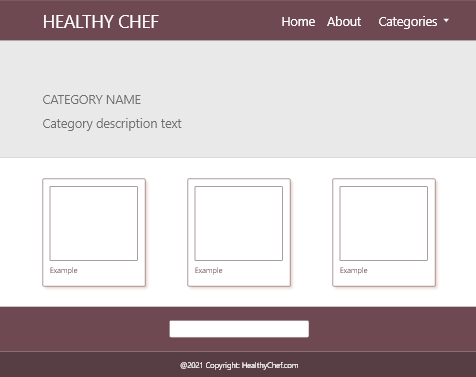 HEALTHY CHEF Home About Categories
CATEGORY NAME
Category description text
Example Example Example
@2021 Copyright: HealthyChef.com